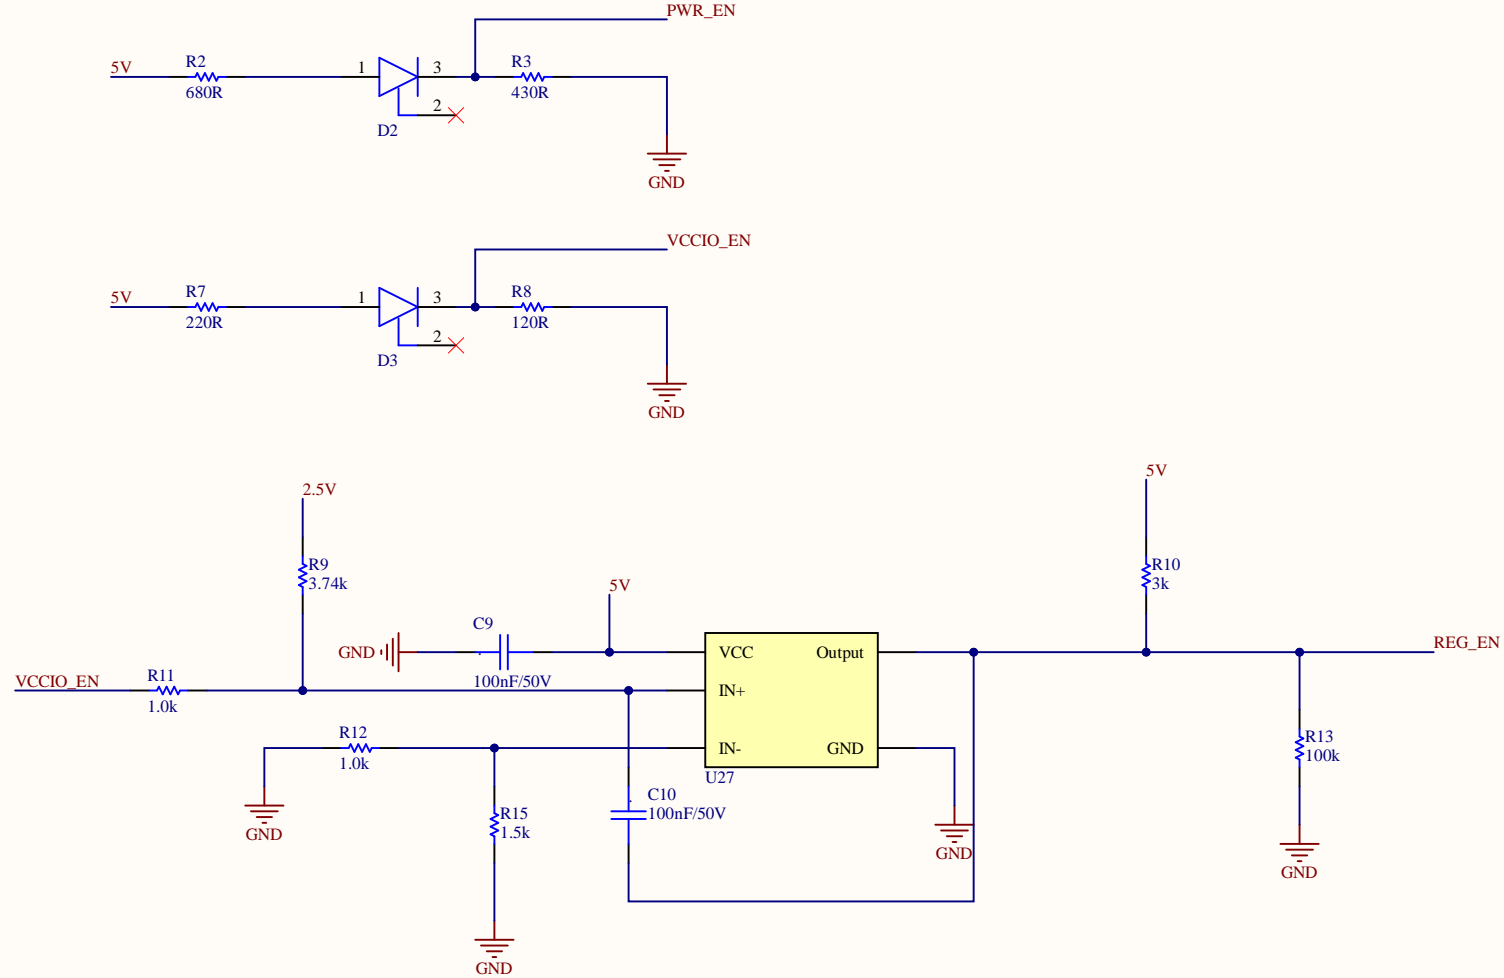 PWR_EN
5V
R2
680R
1
3
2
D2
R3
430R
GND
VCCIO_EN
5V
R7
220R
1
3
2
D3
R8
120R
GND
2.5V
R9
3.74k
5V
R10
3k
5V
C9
GND
100nF/50V
VCC
Output
REG_EN
VCCIO_EN
R11
1.0k
IN+
R12
1.0k
IN-
GND
U27
R13
100k
GND
C10
100nF/50V
R15
1.5k
GND
GND
GND